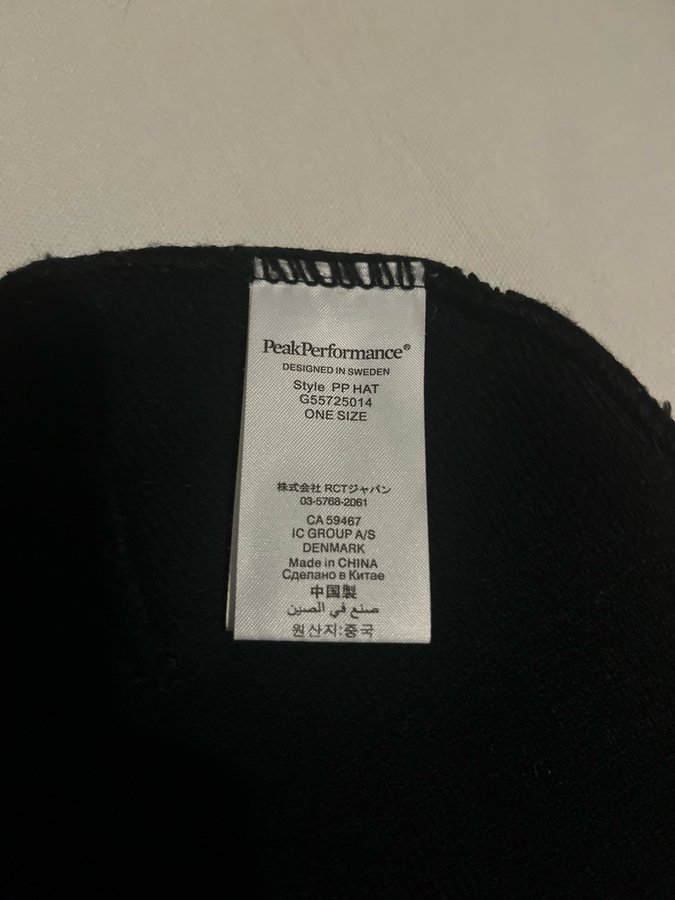 PeakPerformance®
DESIGNED IN SWEDEN
Style PP HAT
G55725014
ONE SIZE
株式会社 RCTジャパン
03-5768-2061
CA 59467
IC GROUP A/S
DENMARK
Made in CHINA
Сделано в Китае
中国製
صنع في الصين
원산지:중국